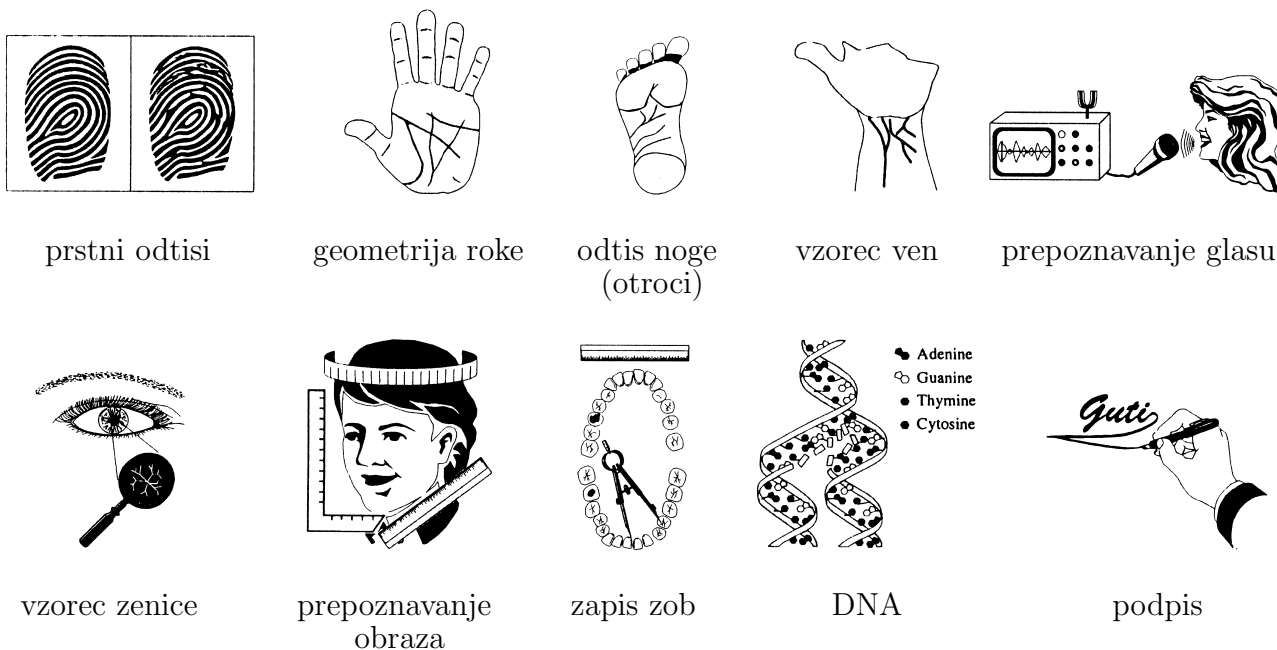 prstni odtisi
geometrija roke
odtis noge
(otroci)
vzorec ven
prepoznavanje glasu
Adenine
Guanine
Thymine
Cytosine
Guti
vzorec zenice
prepoznavanje
obraza
zapis zob
DNA
podpis